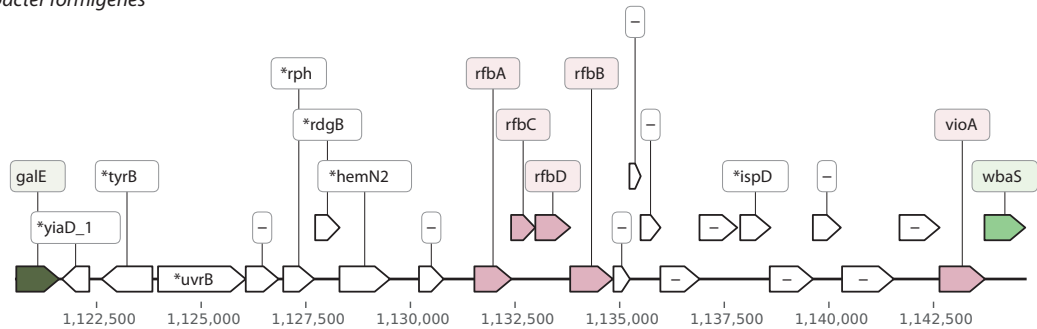 bacter formigenes
–
*rph
rfbA
rfbB
*rdgB
rfbC
–
vioA
galE
*tyrB
*hemN2
rfbD
*ispD
–
wbaS
*yiaD_1
–
–
–
–
–
*uvrB
–
–
–
1,122,500
1,125,000
1,127,500
1,130,000
1,132,500
1,135,000
1,137,500
1,140,000
1,142,500